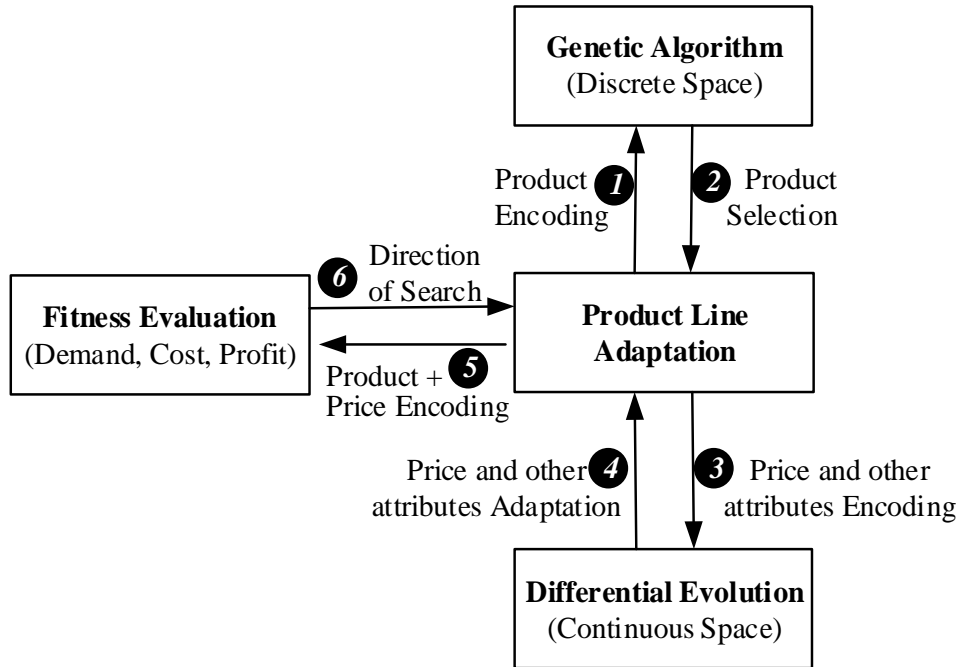 Genetic Algorithm
(Discrete Space)
Product
Encoding
1
2
Product
Selection
6
Direction
of Search
Fitness Evaluation
(Demand, Cost, Profit)
Product Line
Adaptation
5
Product +
Price Encoding
Price and other
attributes Adaptation
4
3
Price and other
attributes Encoding
Differential Evolution
(Continuous Space)